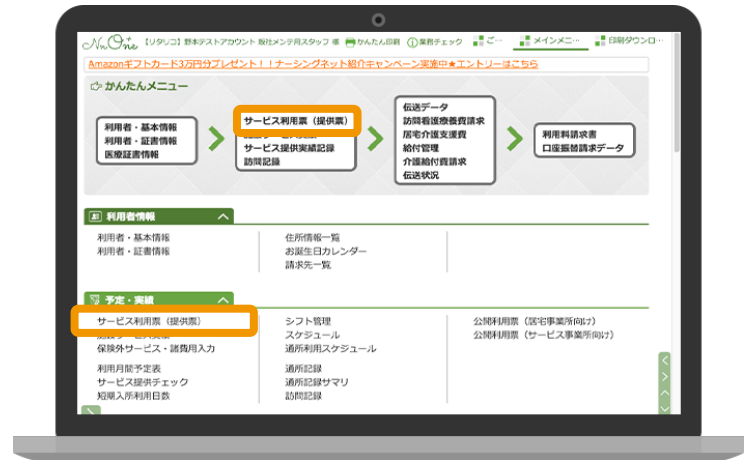 NuOne 【リタリコ】野本テストアカウント 販社メンテ用スタッフ 様 かんたん印刷 業務チェック ご… メインメニ… 印刷ダウンロ…
Amazonギフトカード3万円分プレゼント！！ナーシングネット紹介キャンペーン実施中★エントリーはこちら
かんたんメニュー
利用者・基本情報
利用者・証書情報
医療証書情報
サービス利用票（提供票）
サービス提供実績記録
訪問記録
伝送データ
訪問看護療養費請求
居宅介護支援費
給付管理
介護給付費請求
伝送状況
利用料請求書
口座振替請求データ
利用者情報
利用者・基本情報
利用者・証書情報
住所情報一覧
お誕生日カレンダー
請求先一覧
予定・実績
サービス利用票（提供票）
保険外サービス・諸費用入力
利用月間予定表
サービス提供チェック
短期入所利用日数
シフト管理
スケジュール
通所利用スケジュール
通所記録
通所記録サマリ
訪問記録
公開利用票（居宅事業所向け）
公開利用票（サービス事業所向け）